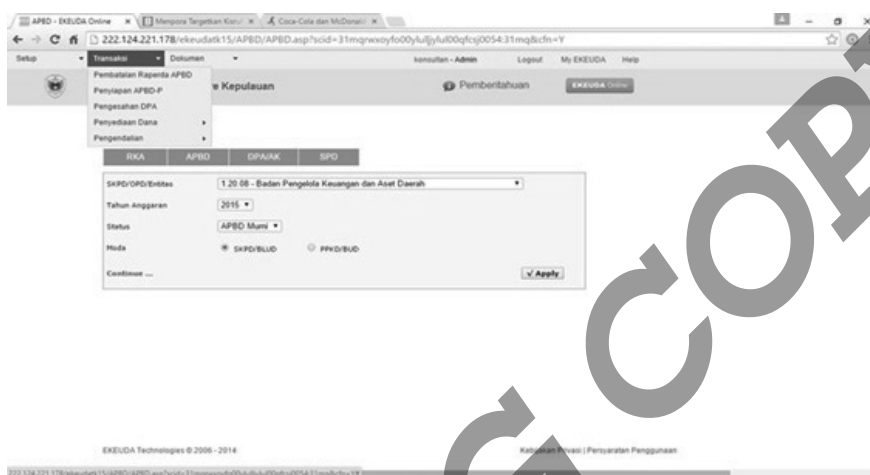 APBD - EKEUDA Online
Menpora Targetkan
Coca-Cola dan McDonald
222.124.221.178/ekeudatk15/APBD/APBD.asp?scid=
Setup Transaksi Dokumen konsultan - Admin Logout My EKEUDA Help
Pembatalan Raperda APBD
Penyiapan APBD-P
Pengesahan DPA
Penyediaan Dana
Pengendalian
e Kepulauan Pemberitahuan EKEUDA Online
RKA APBD DPA/AK SPD
SKPD/OPD/Entitas 1.20.08 - Badan Pengelola Keuangan dan Aset Daerah
Tahun Anggaran 2015
Status APBD Murni
Moda SKPD/BLUD PPKD/BUD
Continue ... √ Apply
EKEUDA Technologies © 2006 - 2014 Kebijakan Privasi | Persyaratan Penggunaan
G COP